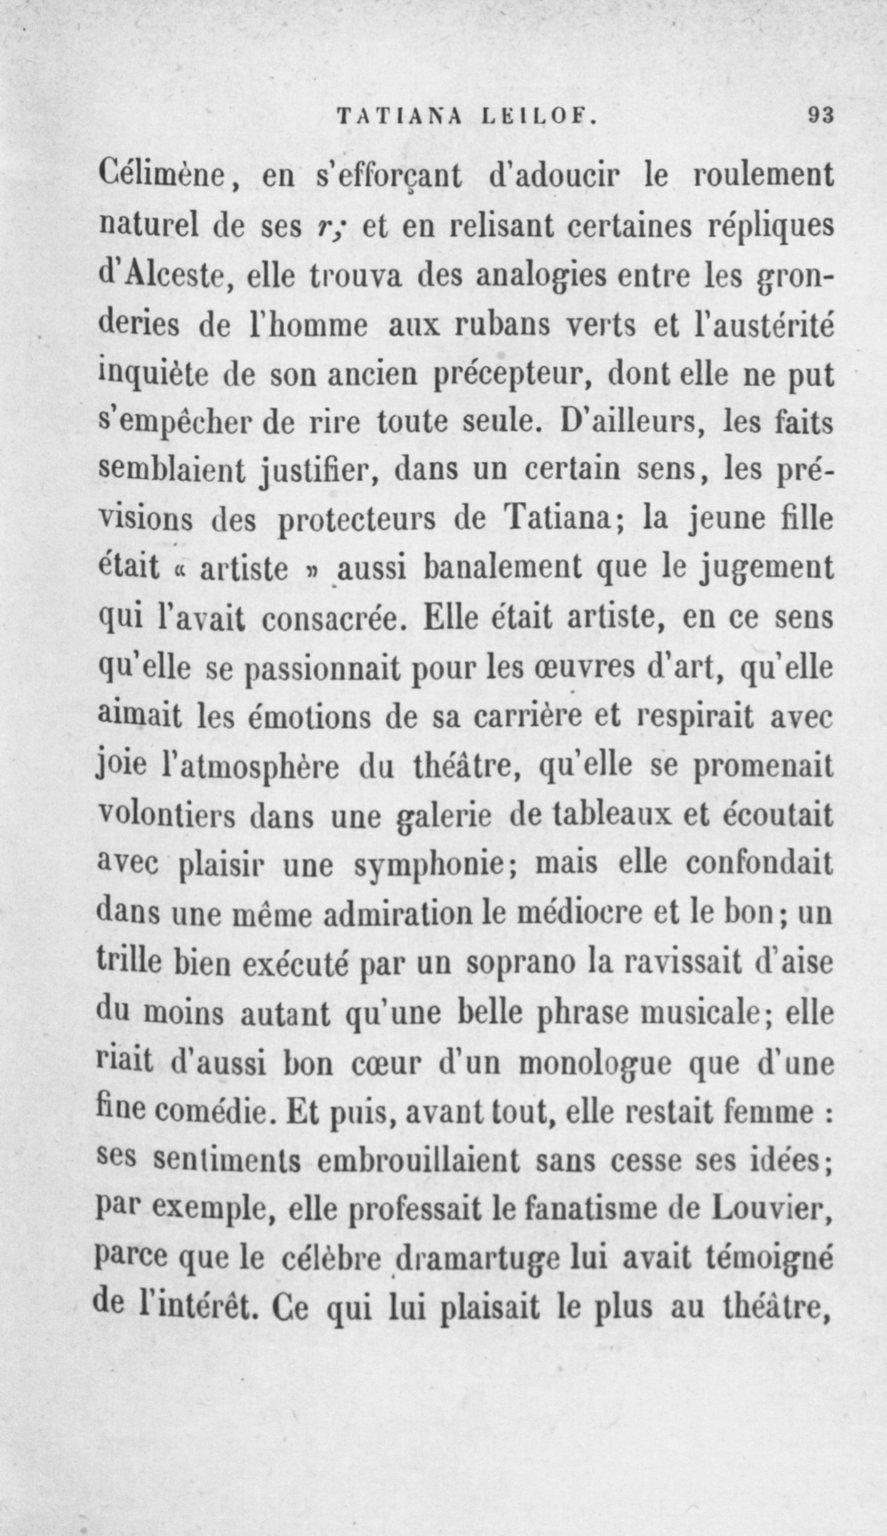 TATIANA LEILOF. 93
Célimène, en s'efforçant d'adoucir le roulement
naturel de ses r; et en relisant certaines répliques
d'Alceste, elle trouva des analogies entre les gron-
deries de l'homme aux rubans verts et l'austérité
inquiète de son ancien précepteur, dont elle ne put
s'empêcher de rire toute seule. D'ailleurs, les faits
semblaient justifier, dans un certain sens, les pré-
visions des protecteurs de Tatiana; la jeune fille
était « artiste » aussi banalement que le jugement
qui l'avait consacrée. Elle était artiste, en ce sens
qu'elle se passionnait pour les œuvres d'art, qu'elle
aimait les émotions de sa carrière et respirait avec
joie l'atmosphère du théâtre, qu'elle se promenait
volontiers dans une galerie de tableaux et écoutait
avec plaisir une symphonie; mais elle confondait
dans une même admiration le médiocre et le bon; un
trille bien exécuté par un soprano la ravissait d'aise
du moins autant qu'une belle phrase musicale; elle
riait d'aussi bon cœur d'un monologue que d'une
fine comédie. Et puis, avant tout, elle restait femme :
ses sentiments embrouillaient sans cesse ses idées;
par exemple, elle professait le fanatisme de Louvier,
parce que le célèbre dramartuge lui avait témoigné
de l'intérêt. Ce qui lui plaisait le plus au théâtre,